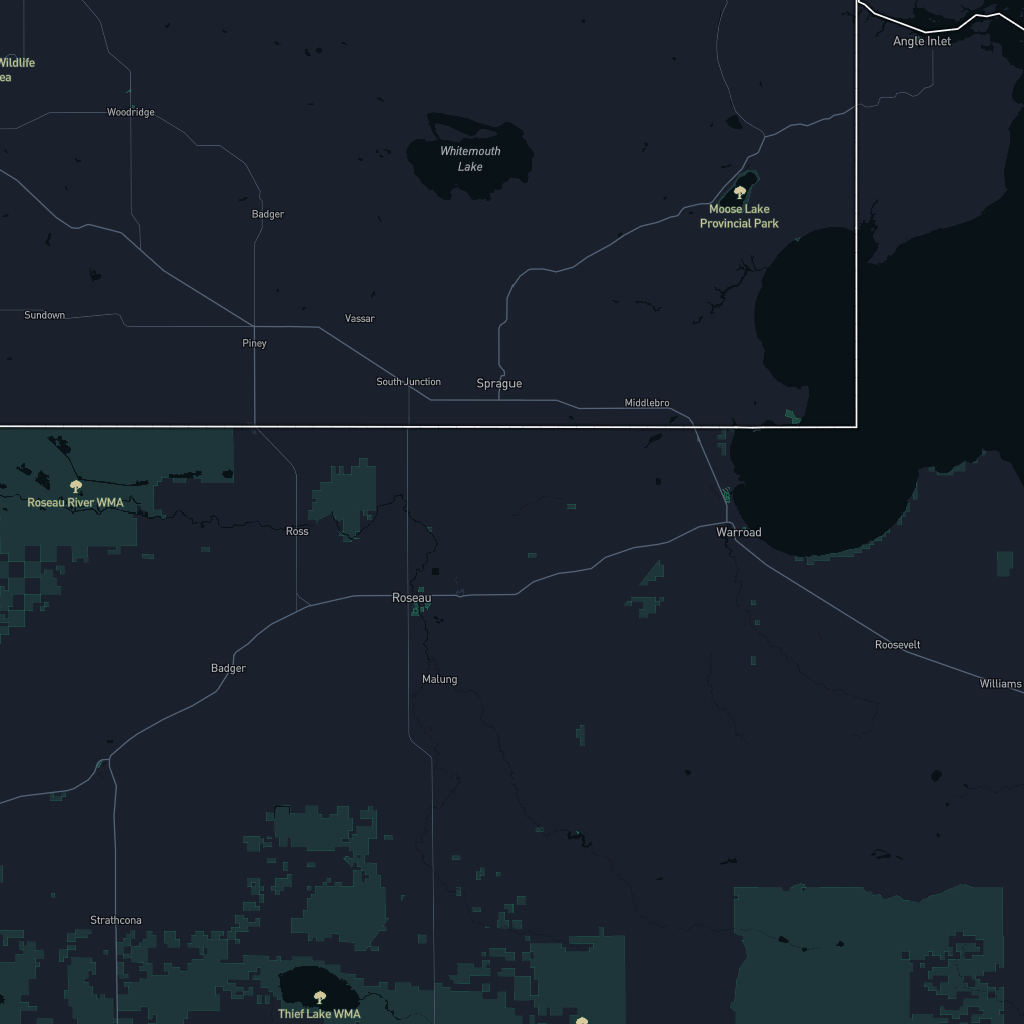 Angle Inlet
Wildlife
ea
Woodridge
Whitemouth
Lake
Moose Lake
Provincial Park
Badger
Sundown
Vassar
Piney
South Junction
Sprague
Middlebro
Roseau River WMA
Ross
Warroad
Roseau
Roosevelt
Badger
Malung
Williams
Strathcona
Thief Lake WMA